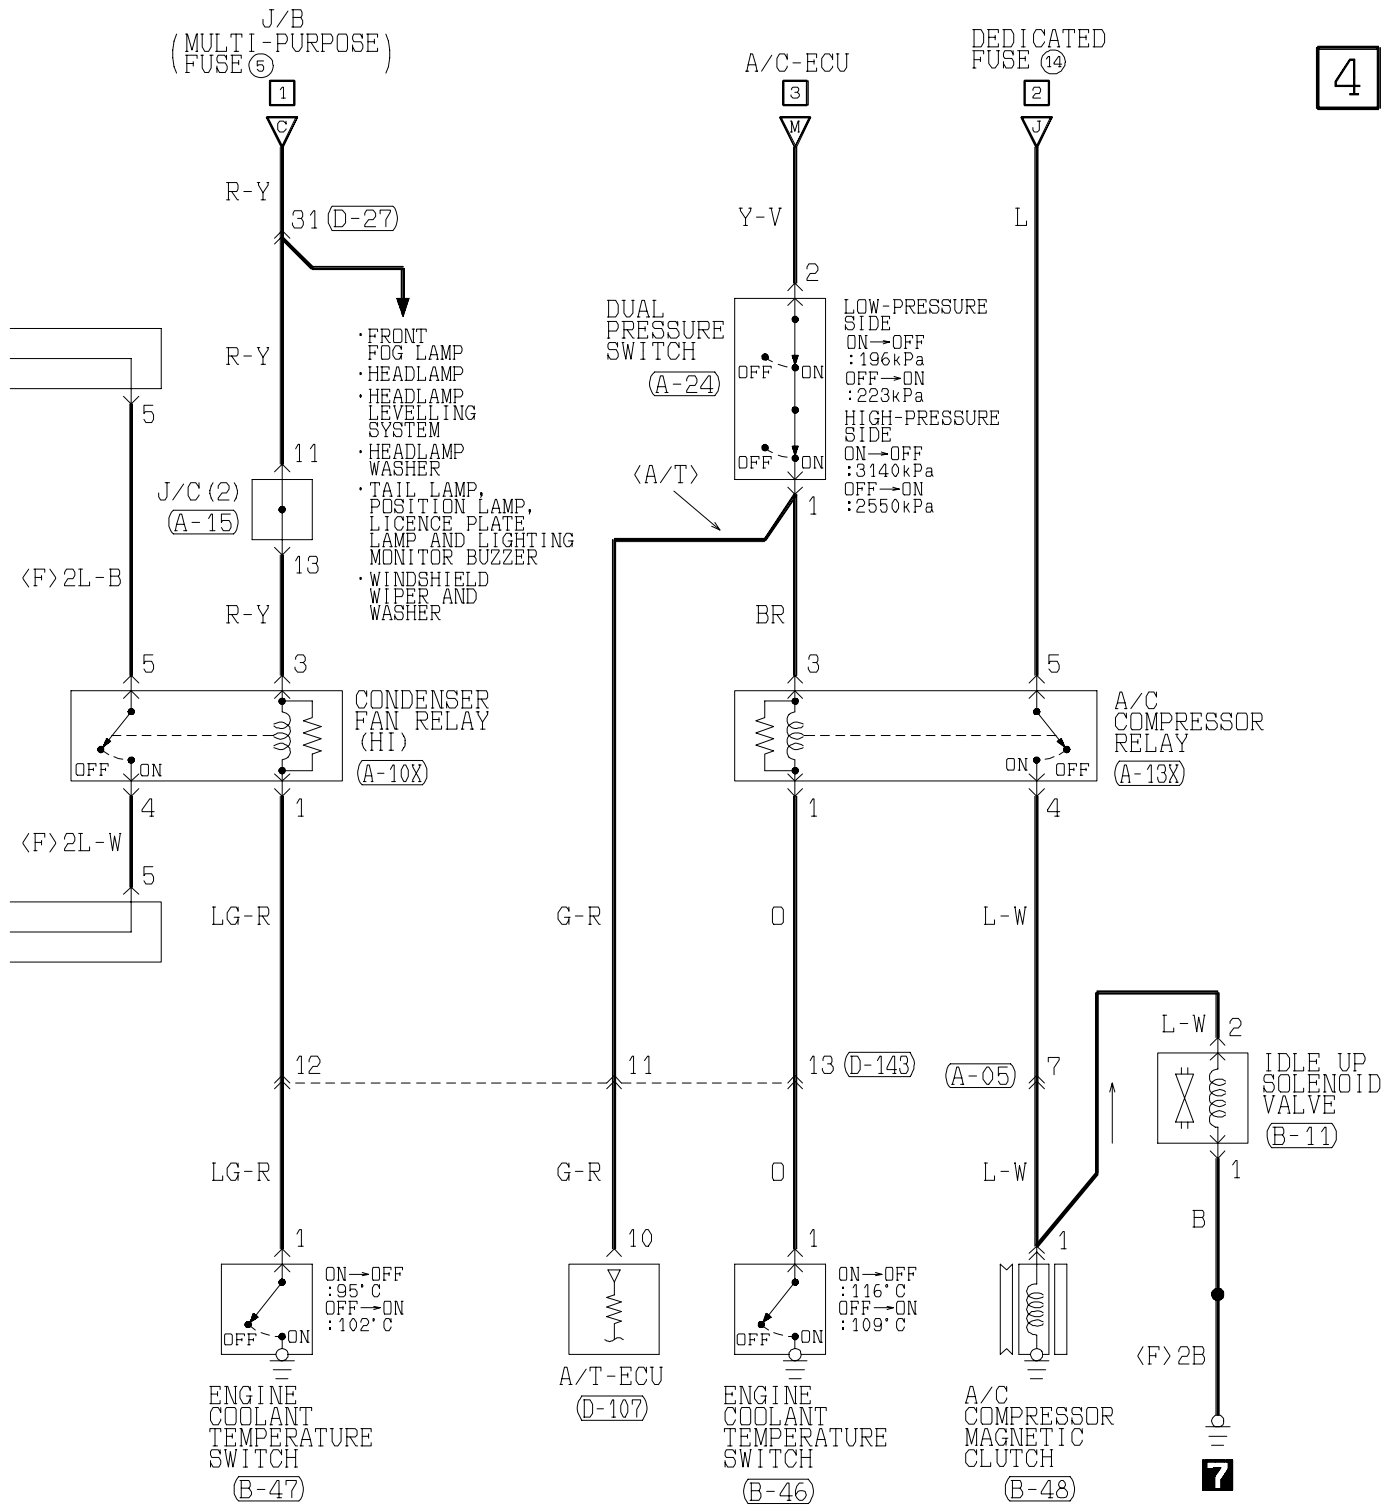 J/B
(MULTI-PURPOSE)
FUSE ⑤
1
C
A/C-ECU
3
M
DEDICATED
FUSE ⑭
2
J
4
R-Y
31 (D-27)
Y-V
L
2
DUAL
PRESSURE
SWITCH
(A-24)
OFF ON
OFF ON
LOW-PRESSURE
SIDE
ON→OFF
:196kPa
OFF→ON
:223kPa
HIGH-PRESSURE
SIDE
ON→OFF
:3140kPa
OFF→ON
:2550kPa
1
·FRONT
FOG LAMP
·HEADLAMP
·HEADLAMP
LEVELLING
SYSTEM
·HEADLAMP
WASHER
·TAIL LAMP,
POSITION LAMP,
LICENCE PLATE
LAMP AND LIGHTING
MONITOR BUZZER
·WINDSHIELD
WIPER AND
WASHER
R-Y
5
11
J/C(2)
(A-15)
13
〈A/T〉
〈F〉2L-B
R-Y
BR
5
3
CONDENSER
FAN RELAY
(HI)
(A-10X)
OFF ON
4
1
3
5
A/C
COMPRESSOR
RELAY
(A-13X)
ON OFF
1
4
〈F〉2L-W
5
LG-R
G-R
O
L-W
L-W
2
12
11
13 (D-143)
(A-05) 7
IDLE UP
SOLENOID
VALVE
(B-11)
1
LG-R
G-R
O
L-W
B
1
10
1
1
ON→OFF
:95°C
OFF→ON
:102°C
OFF ON
ON→OFF
:116°C
OFF→ON
:109°C
OFF ON
〈F〉2B
ENGINE
COOLANT
TEMPERATURE
SWITCH
(B-47)
A/T-ECU
(D-107)
ENGINE
COOLANT
TEMPERATURE
SWITCH
(B-46)
A/C
COMPRESSOR
MAGNETIC
CLUTCH
(B-48)
7